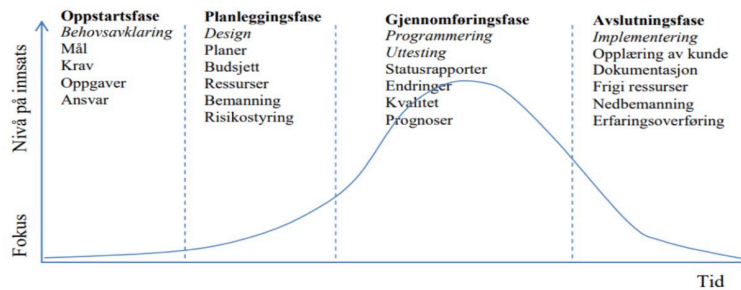 Oppstartsfase
Behovsavklaring
Mål
Krav
Oppgaver
Ansvar
Planleggingsfase
Design
Planer
Budsjett
Ressurser
Bemanning
Risikostyring
Gjennomføringsfase
Programmering
Uttesting
Statusrapporter
Endringer
Kvalitet
Prognoser
Avslutningsfase
Implementering
Opplæring av kunde
Dokumentasjon
Frigi ressurser
Nedbemanning
Erfaringsoverføring
Nivå på innsats
Fokus
Tid